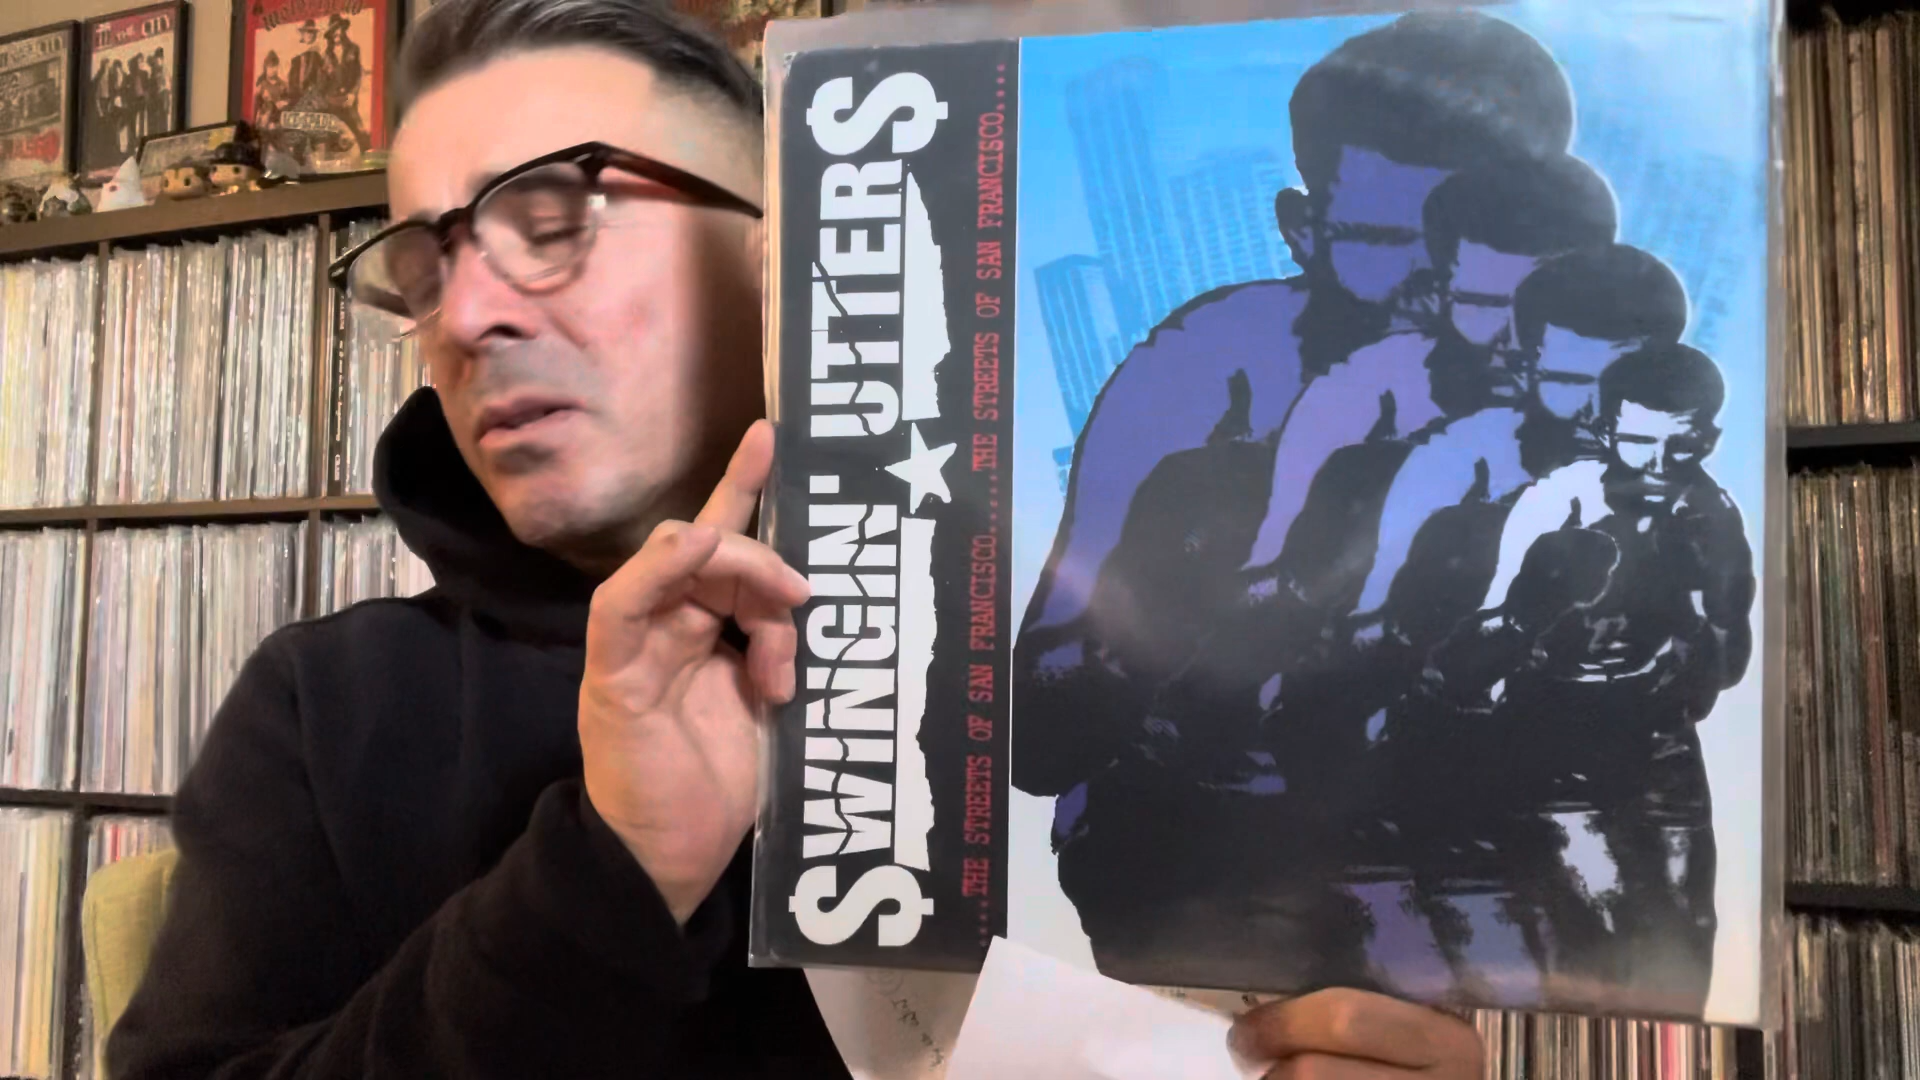 $WINGIN' UTTER$
....THE STREETS OF SAN FRANCISCO.....THE STREETS OF SAN FRANCISCO....